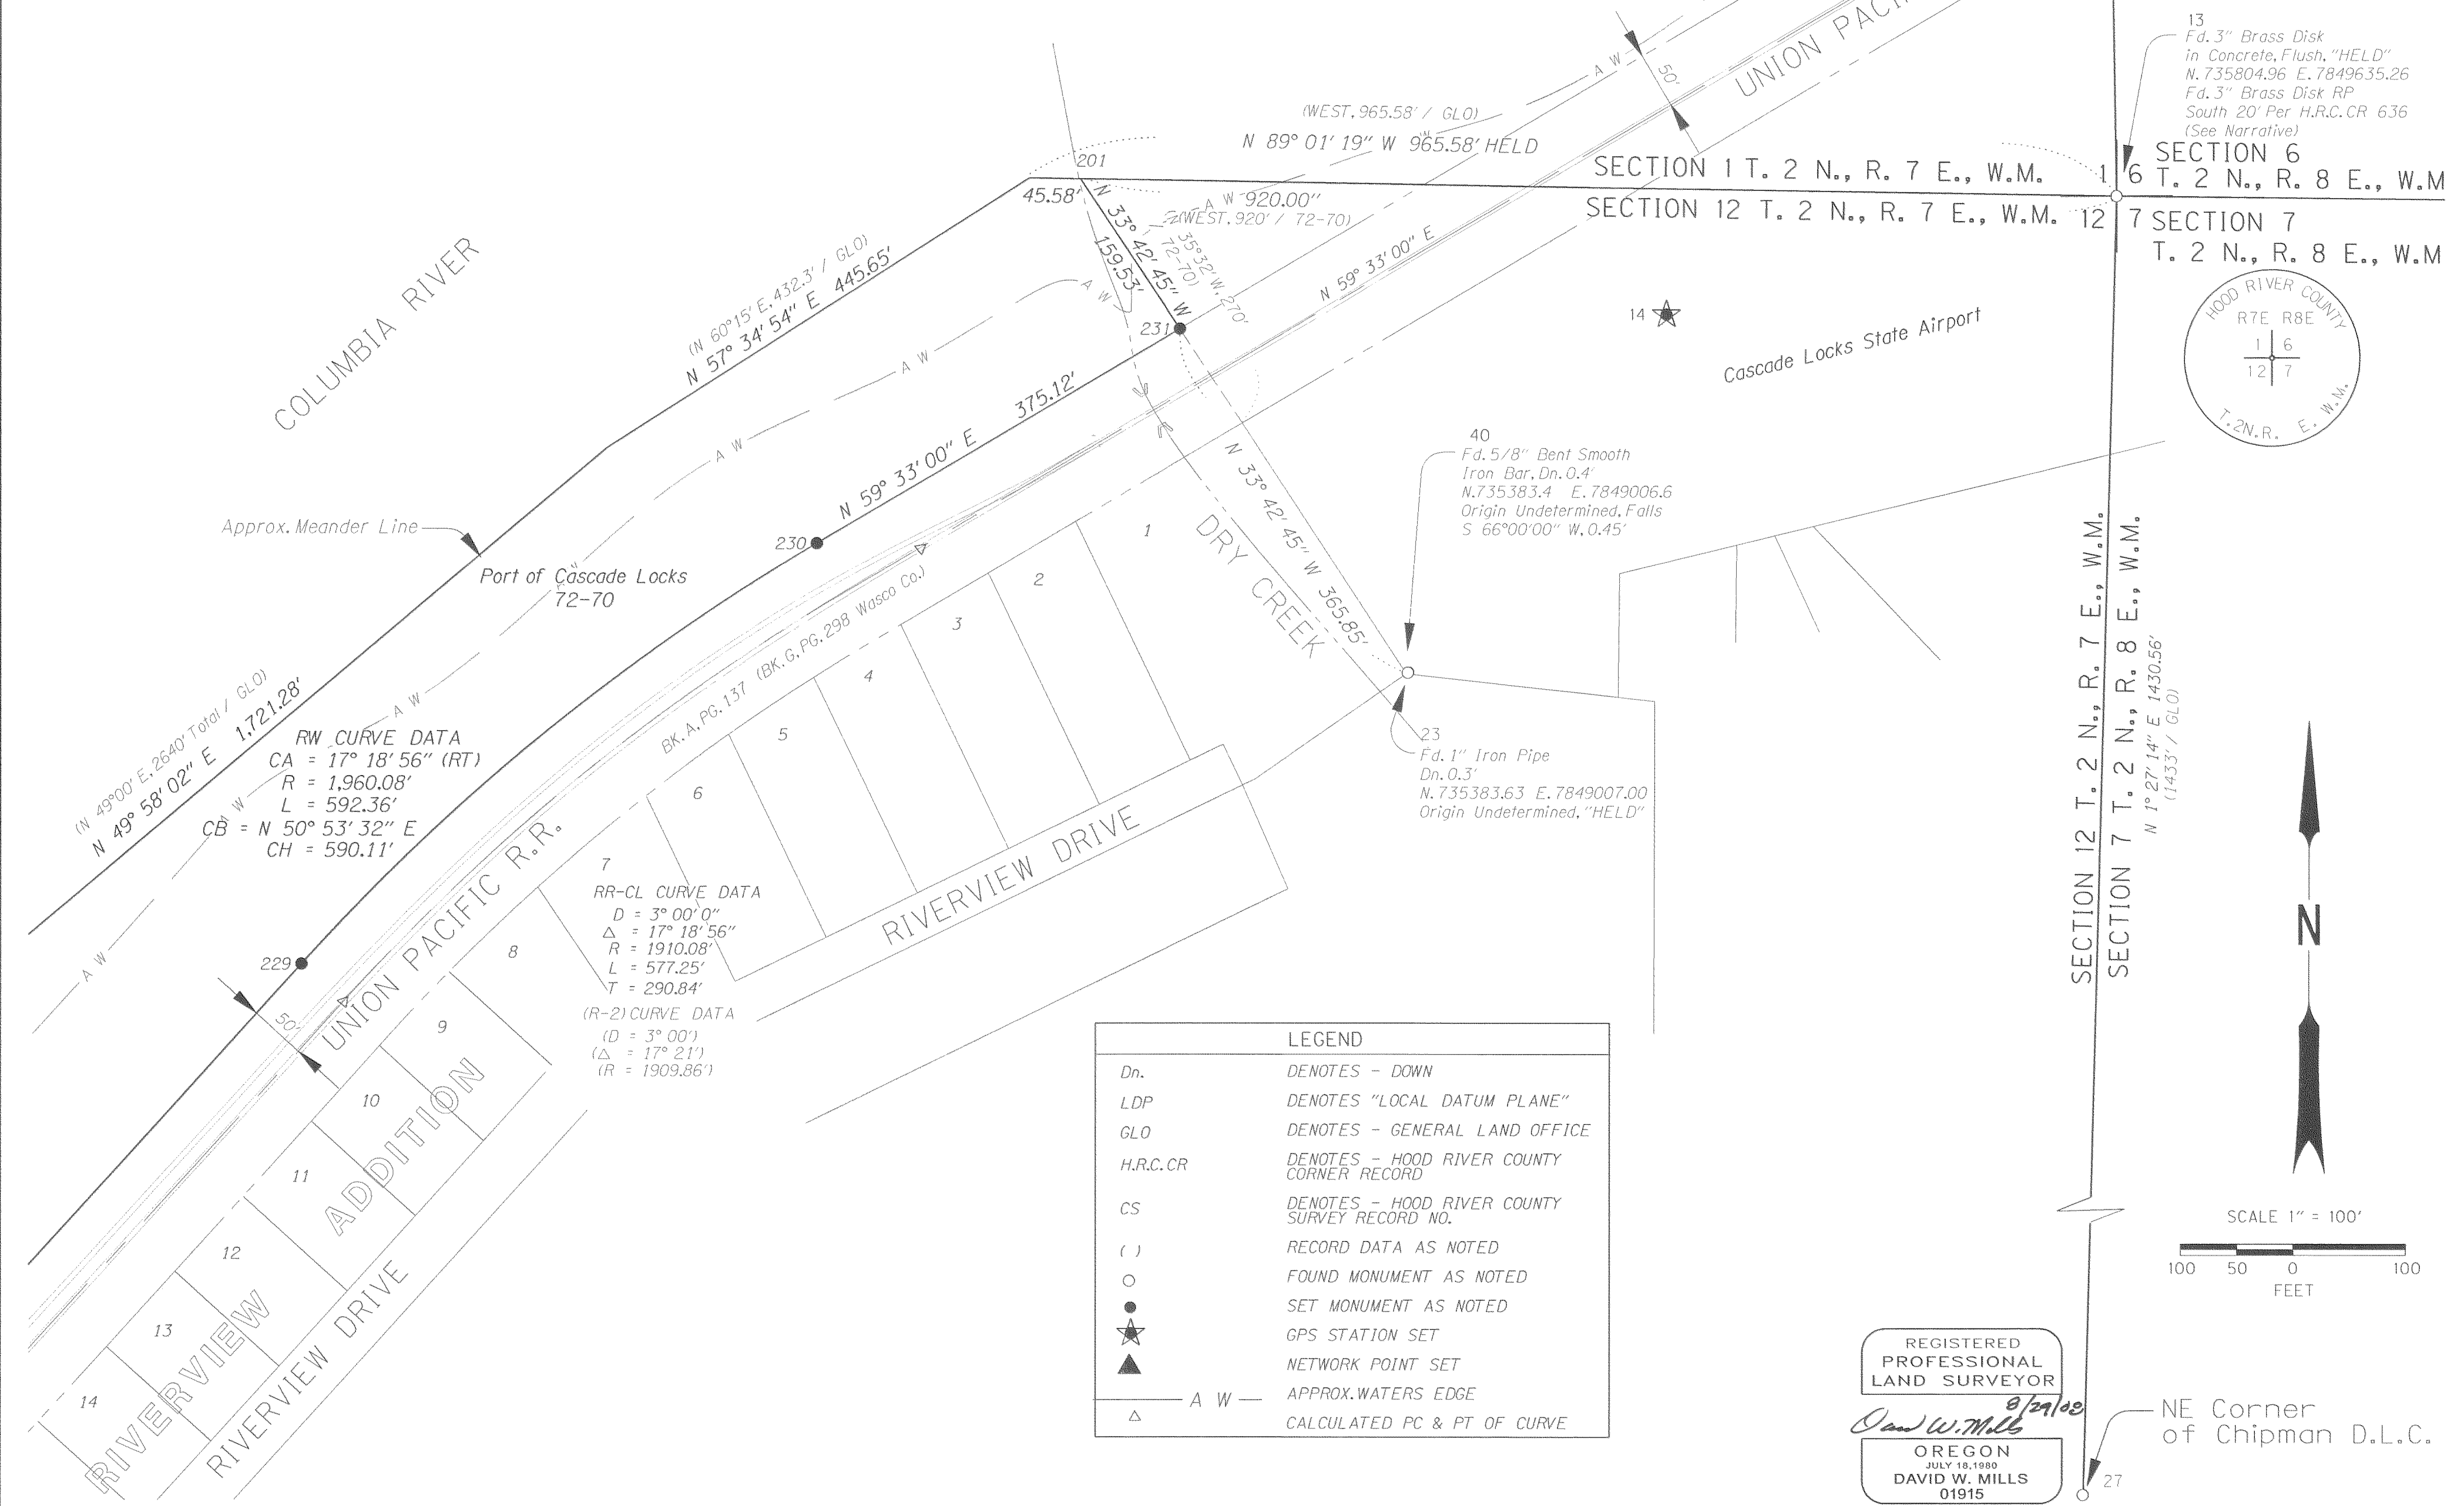 13
Fd. 3" Brass Disk
in Concrete, Flush, "HELD"
N. 735804.96 E. 7849635.26
Fd. 3" Brass Disk RP
South 20' Per H.R.C. CR 636
(See Narrative)
50'
UNION PACI
A W
(WEST, 965.58' / GLO)
N 89° 01' 19" W 965.58' HELD
SECTION 1 T. 2 N., R. 7 E., W.M.
1
6
SECTION 6
T. 2 N., R. 8 E., W.M
SECTION 12 T. 2 N., R. 7 E., W.M.
12
7
SECTION 7
T. 2 N., R. 8 E., W.M
201
45.58'
A W
920.00"
(WEST, 920' / 72-70)
N 33° 42' 45" W
159.53'
35°32' W, 270'
/ 72-70)
HOOD RIVER COUNTY
R7E R8E
1 6
12 7
T. 2N. R. E. W.M.
COLUMBIA RIVER
(N 60°15' E, 432.3' / GLO)
N 57° 34' 54" E 445.65'
A W
A W
A W
231
N 59° 33' 00" E
14
Cascade Locks State Airport
N 59° 33' 00" E 375.12'
230
40
Fd. 5/8" Bent Smooth
Iron Bar, Dn. 0.4'
N. 735383.4 E. 7849006.6
Origin Undetermined, Falls
S 66°00'00" W, 0.45'
N 33° 42' 45" W 365.85'
DRY CREEK
Approx. Meander Line
Port of Cascade Locks
72-70
BK. A, PG. 137 (BK. G, PG. 298 Wasco Co.)
1
2
3
4
5
6
7
8
9
10
11
12
13
14
(N 49°00' E, 2640' Total / GLO)
N 49° 58' 02" E 1,721.28'
A W
A W
A W
RW CURVE DATA
CA = 17° 18' 56" (RT)
R = 1,960.08'
L = 592.36'
CB = N 50° 53' 32" E
CH = 590.11'
23
Fd. 1" Iron Pipe
Dn. 0.3'
N. 735383.63 E. 7849007.00
Origin Undetermined, "HELD"
RIVERVIEW DRIVE
UNION PACIFIC R.R.
RR-CL CURVE DATA
D = 3° 00' 0"
△ = 17° 18' 56"
R = 1910.08'
L = 577.25'
T = 290.84'
(R-2) CURVE DATA
(D = 3° 00')
(△ = 17° 21')
(R = 1909.86')
229
50'
RIVERVIEW ADDITION
RIVERVIEW DRIVE
SECTION 12 T. 2 N., R. 7 E., W.M.
SECTION 7 T. 2 N., R. 8 E., W.M.
N 1° 27' 14" E 1430.56'
(1433' / GLO)
N
SCALE 1" = 100'
100 50 0 100
FEET
LEGEND
Dn. DENOTES - DOWN
LDP DENOTES "LOCAL DATUM PLANE"
GLO DENOTES - GENERAL LAND OFFICE
H.R.C. CR DENOTES - HOOD RIVER COUNTY
CORNER RECORD
CS DENOTES - HOOD RIVER COUNTY
SURVEY RECORD NO.
( ) RECORD DATA AS NOTED
FOUND MONUMENT AS NOTED
SET MONUMENT AS NOTED
GPS STATION SET
NETWORK POINT SET
A W APPROX. WATERS EDGE
△ CALCULATED PC & PT OF CURVE
REGISTERED
PROFESSIONAL
LAND SURVEYOR
David W. Mills
OREGON
JULY 18, 1980
DAVID W. MILLS
01915
NE Corner
of Chipman D.L.C.
27